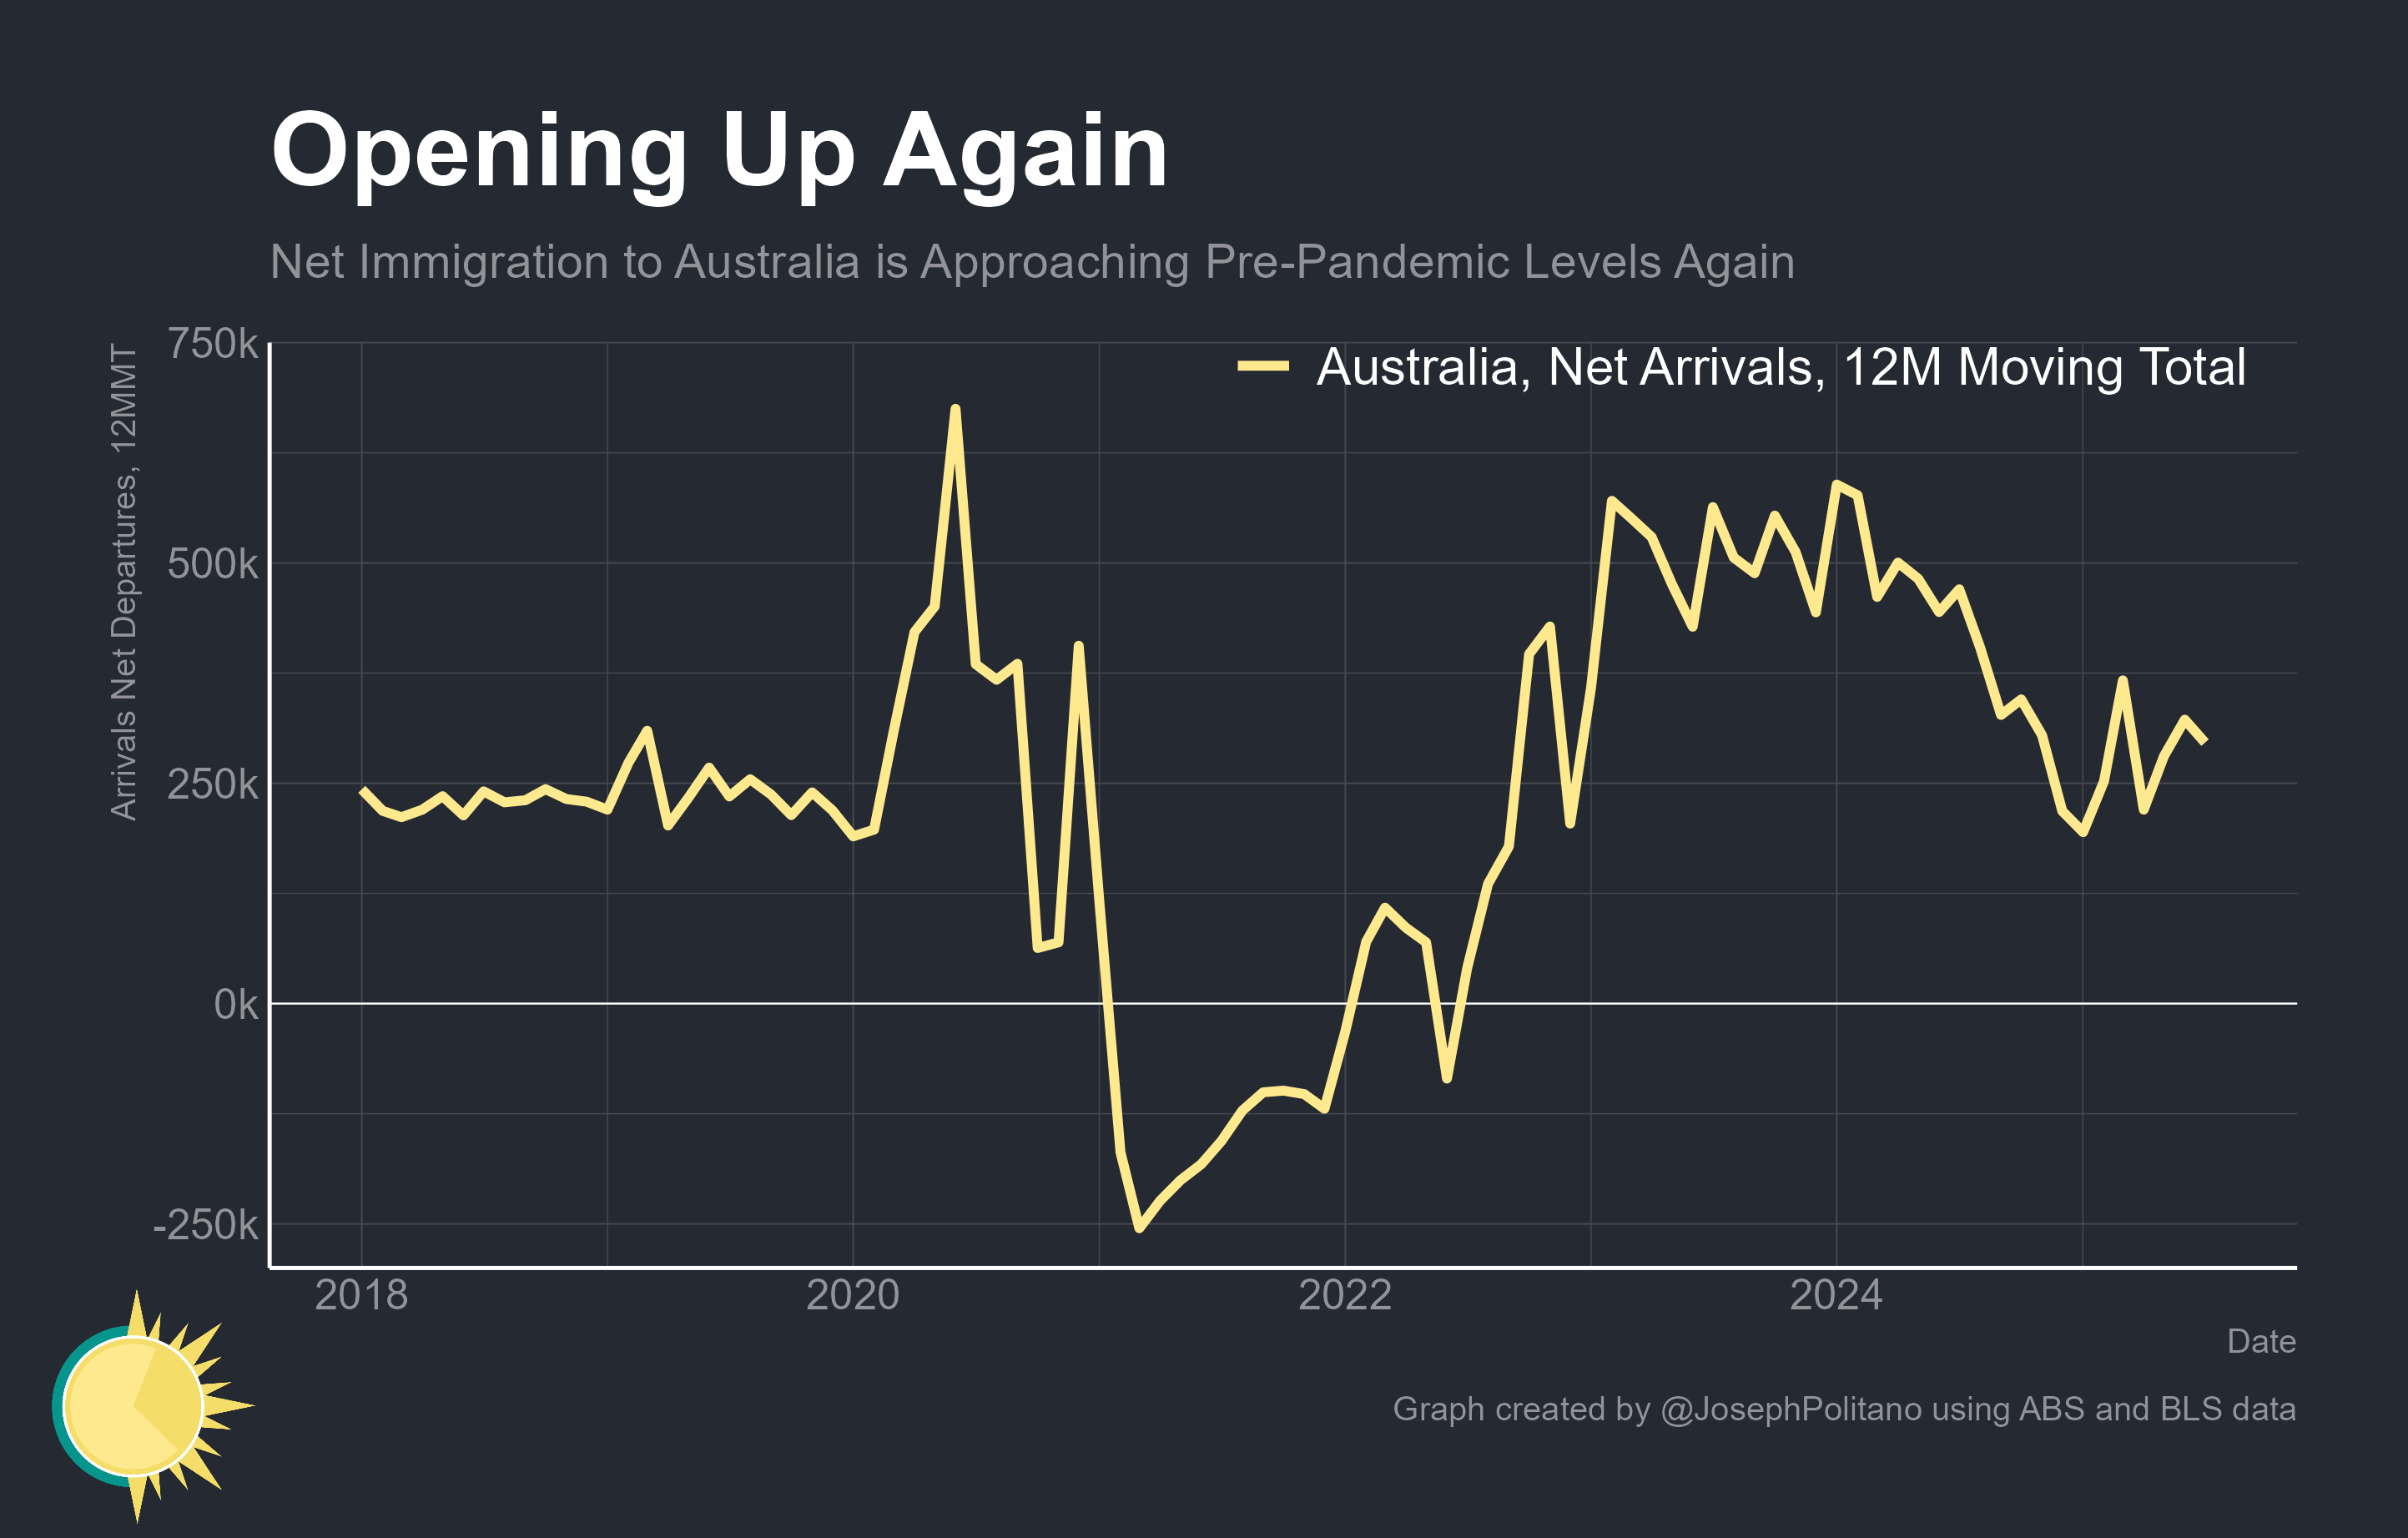 Opening Up Again
Net Immigration to Australia is Approaching Pre-Pandemic Levels Again
Arrivals Net Departures, 12MMT
750k
500k
250k
0k
-250k
Australia, Net Arrivals, 12M Moving Total
2018
2020
2022
2024
Date
Graph created by @JosephPolitano using ABS and BLS data